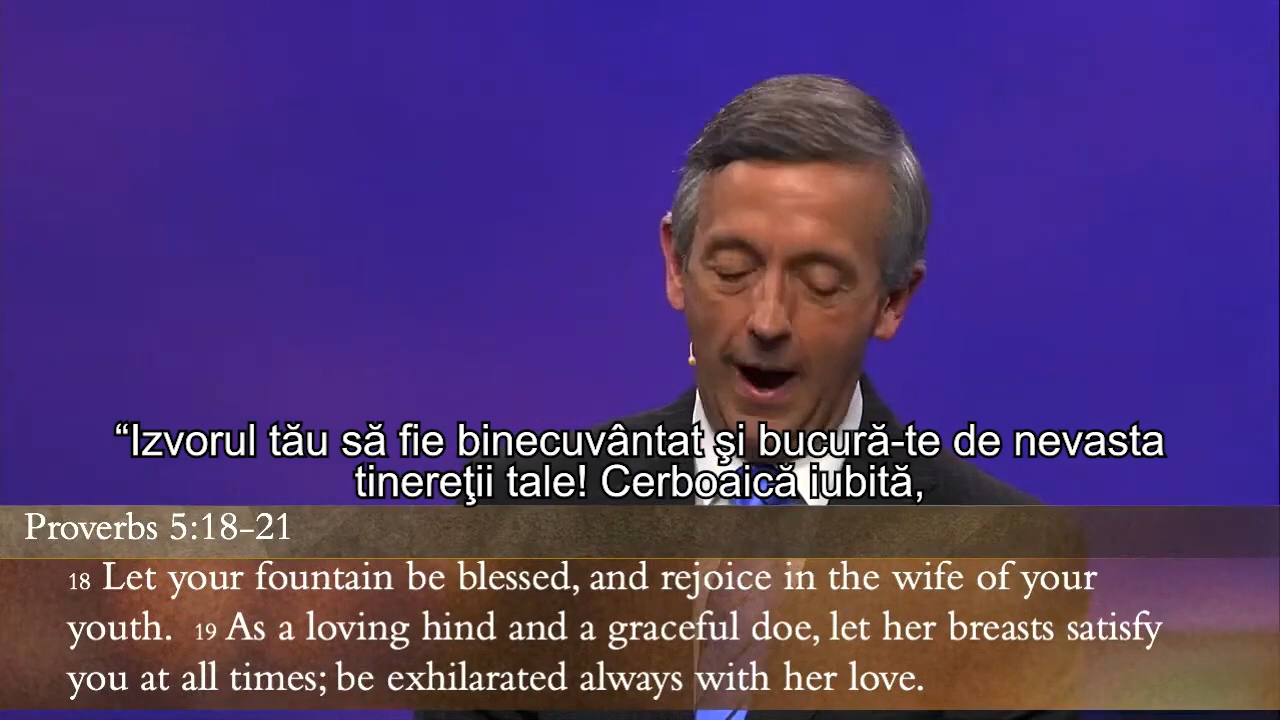 “Izvorul tău să fie binecuvântat şi bucură-te de nevasta
tinereţii tale! Cerboaică iubită,
Proverbs 5:18-21
18 Let your fountain be blessed, and rejoice in the wife of your
youth. 19 As a loving hind and a graceful doe, let her breasts satisfy
you at all times; be exhilarated always with her love.